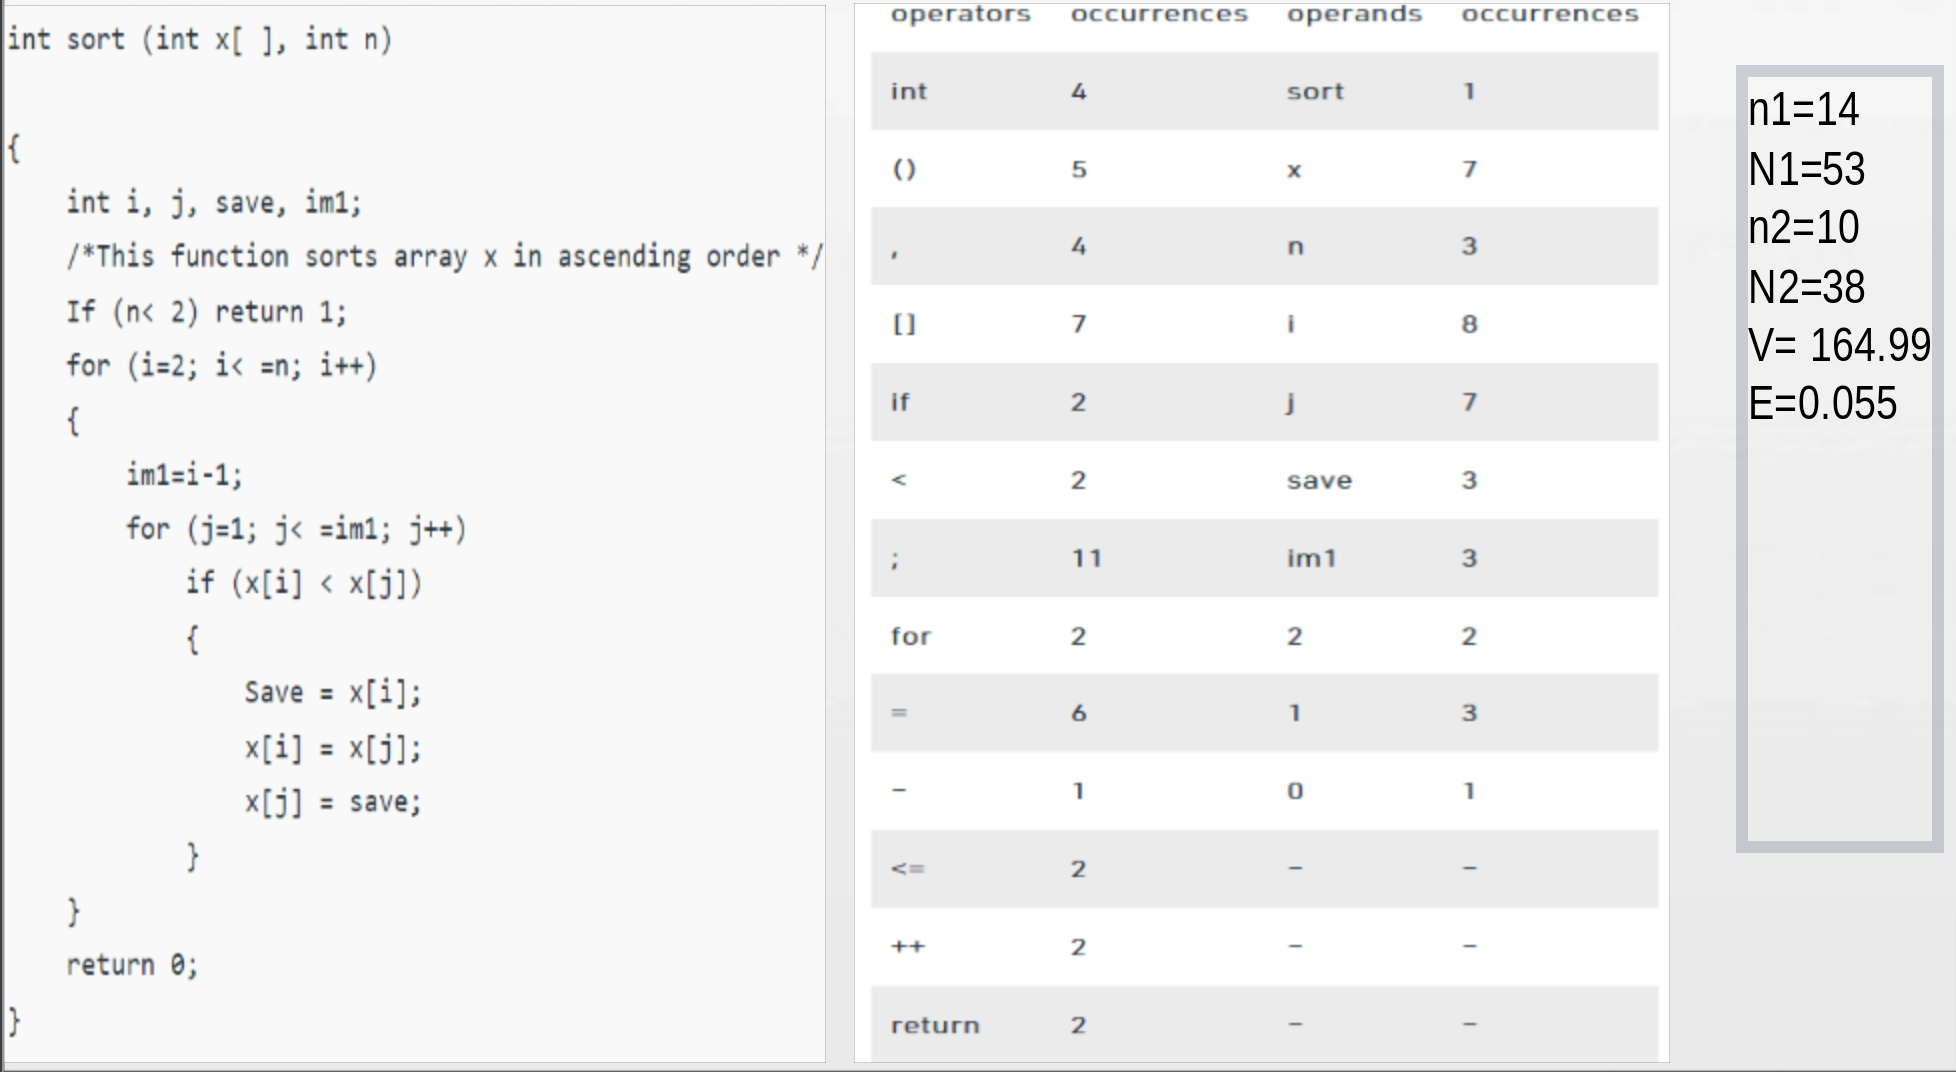 int sort (int x[ ], int n)
{
int i, j, save, im1;
/*This function sorts array x in ascending order */
If (n< 2) return 1;
for (i=2; i< =n; i++)
{
im1=i-1;
for (j=1; j< =im1; j++)
if (x[i] < x[j])
{
Save = x[i];
x[i] = x[j];
x[j] = save;
}
}
return 0;
}
operators occurrences operands occurrences
int 4 sort 1
() 5 x 7
, 4 n 3
[] 7 i 8
if 2 j 7
< 2 save 3
; 11 im1 3
for 2 2 2
= 6 1 3
– 1 0 1
<= 2 – –
++ 2 – –
return 2 – –
n1=14
N1=53
n2=10
N2=38
V= 164.99
E=0.055